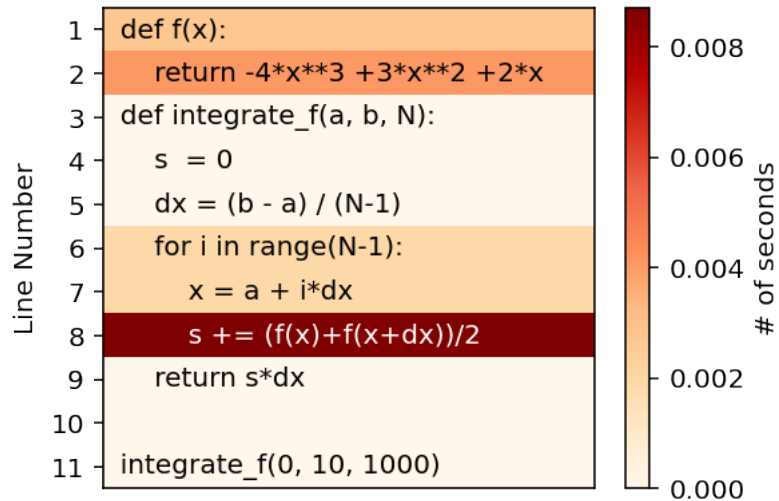 1 def f(x):
2 return -4*x**3 +3*x**2 +2*x
3 def integrate_f(a, b, N):
4 s  = 0
5 dx = (b - a) / (N-1)
6 for i in range(N-1):
7 x = a + i*dx
8 s += (f(x)+f(x+dx))/2
9 return s*dx
10
11 integrate_f(0, 10, 1000)
Line Number
0.008
0.006
0.004
0.002
0.000
# of seconds